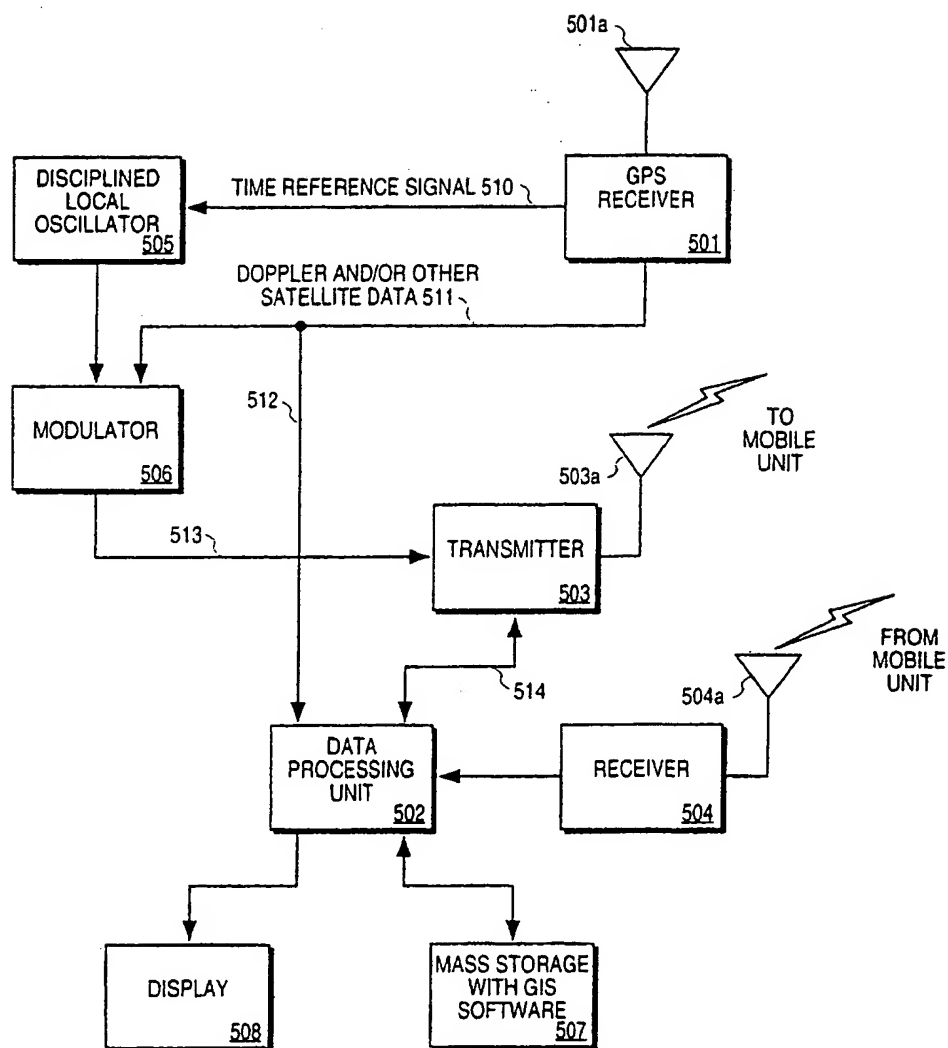 501a
DISCIPLINED
LOCAL
OSCILLATOR
505
TIME REFERENCE SIGNAL 510
GPS
RECEIVER
501
DOPPLER AND/OR OTHER
SATELLITE DATA 511
MODULATOR
506
512
TO
MOBILE
UNIT
503a
513
TRANSMITTER
503
FROM
MOBILE
UNIT
504a
514
DATA
PROCESSING
UNIT
502
RECEIVER
504
DISPLAY
508
MASS STORAGE
WITH GIS
SOFTWARE
507